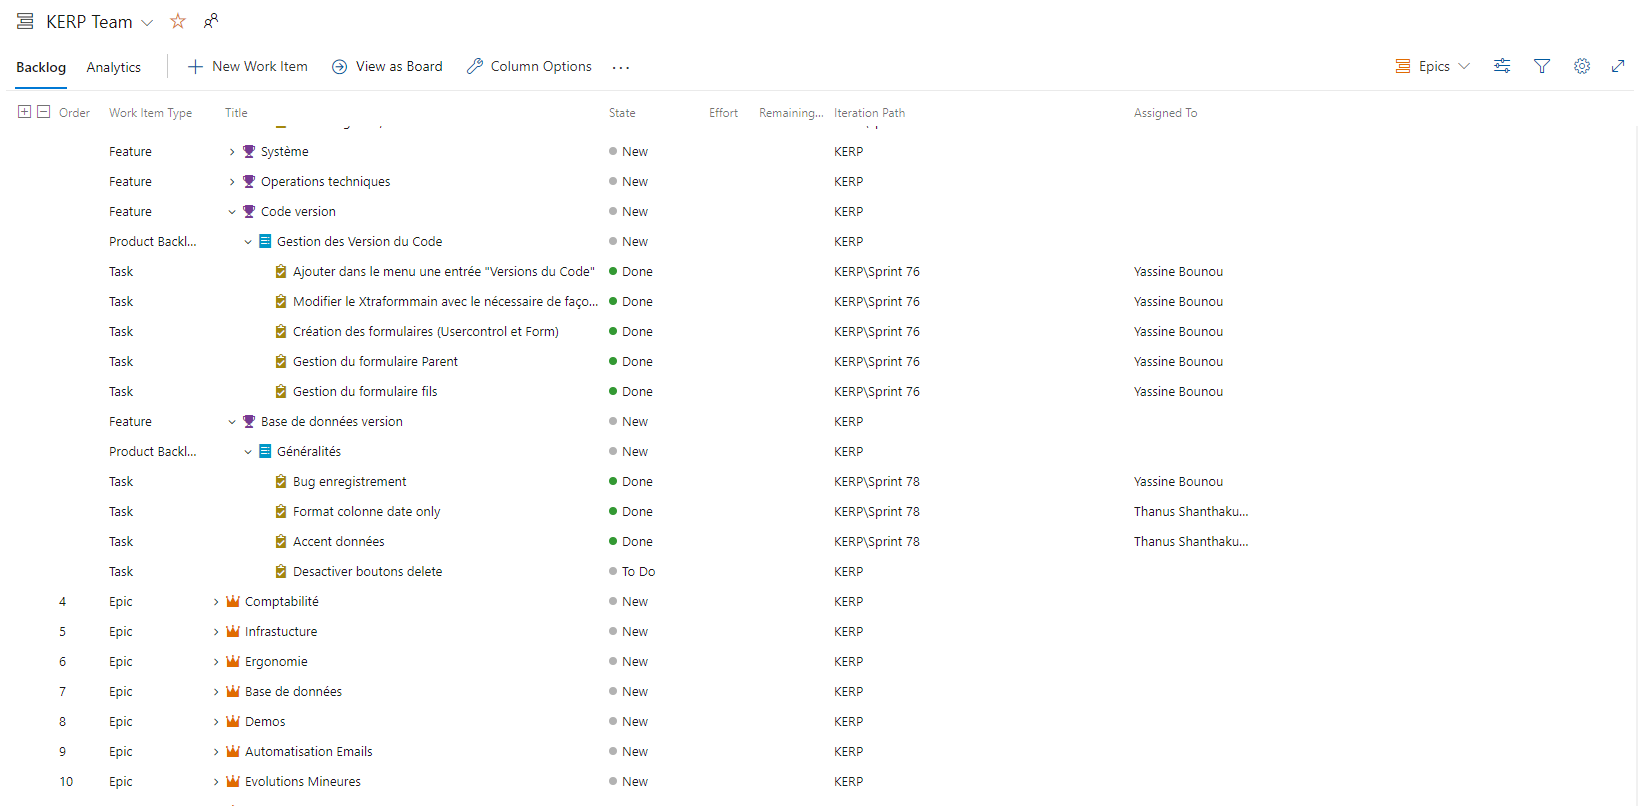 KERP Team
Backlog Analytics New Work Item View as Board Column Options ... Epics
Order Work Item Type Title State Effort Remaining... Iteration Path Assigned To
Feature Système New KERP
Feature Operations techniques New KERP
Feature Code version New KERP
Product Backl... Gestion des Version du Code New KERP
Task Ajouter dans le menu une entrée "Versions du Code" Done KERP\Sprint 76 Yassine Bounou
Task Modifier le Xtraformmain avec le nécessaire de faço... Done KERP\Sprint 76 Yassine Bounou
Task Création des formulaires (Usercontrol et Form) Done KERP\Sprint 76 Yassine Bounou
Task Gestion du formulaire Parent Done KERP\Sprint 76 Yassine Bounou
Task Gestion du formulaire fils Done KERP\Sprint 76 Yassine Bounou
Feature Base de données version New KERP
Product Backl... Généralités New KERP
Task Bug enregistrement Done KERP\Sprint 78 Yassine Bounou
Task Format colonne date only Done KERP\Sprint 78 Thanus Shanthaku...
Task Accent données Done KERP\Sprint 78 Thanus Shanthaku...
Task Desactiver boutons delete To Do KERP
4 Epic Comptabilité New KERP
5 Epic Infrastucture New KERP
6 Epic Ergonomie New KERP
7 Epic Base de données New KERP
8 Epic Demos New KERP
9 Epic Automatisation Emails New KERP
10 Epic Evolutions Mineures New KERP